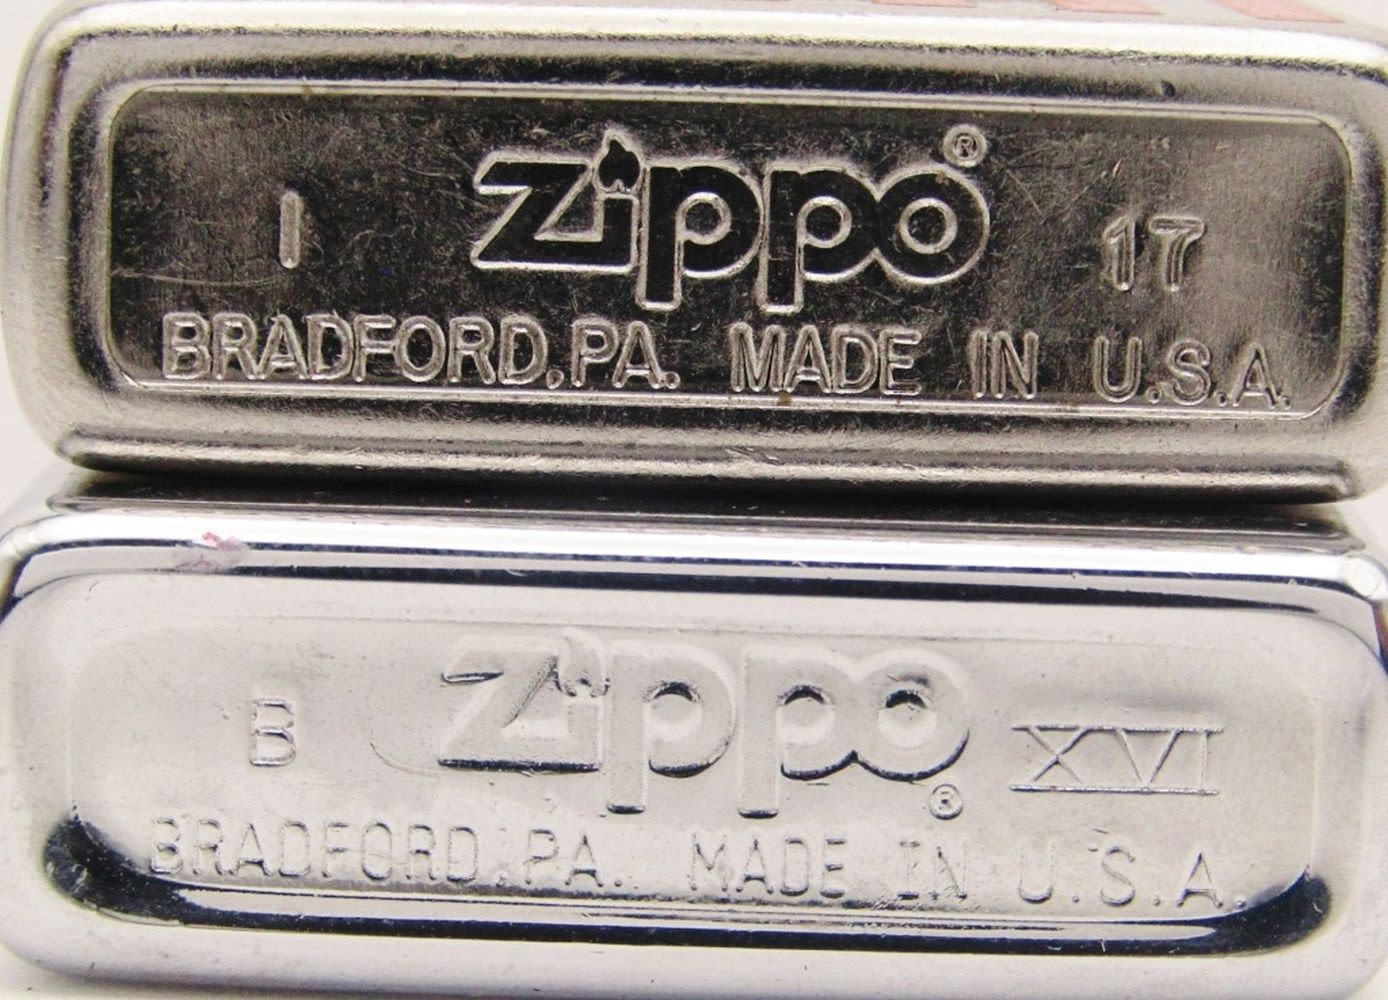 I zippo® 17
BRADFORD,PA. MADE IN U.S.A.
B zippo® XVI
BRADFORD,PA. MADE IN U.S.A.